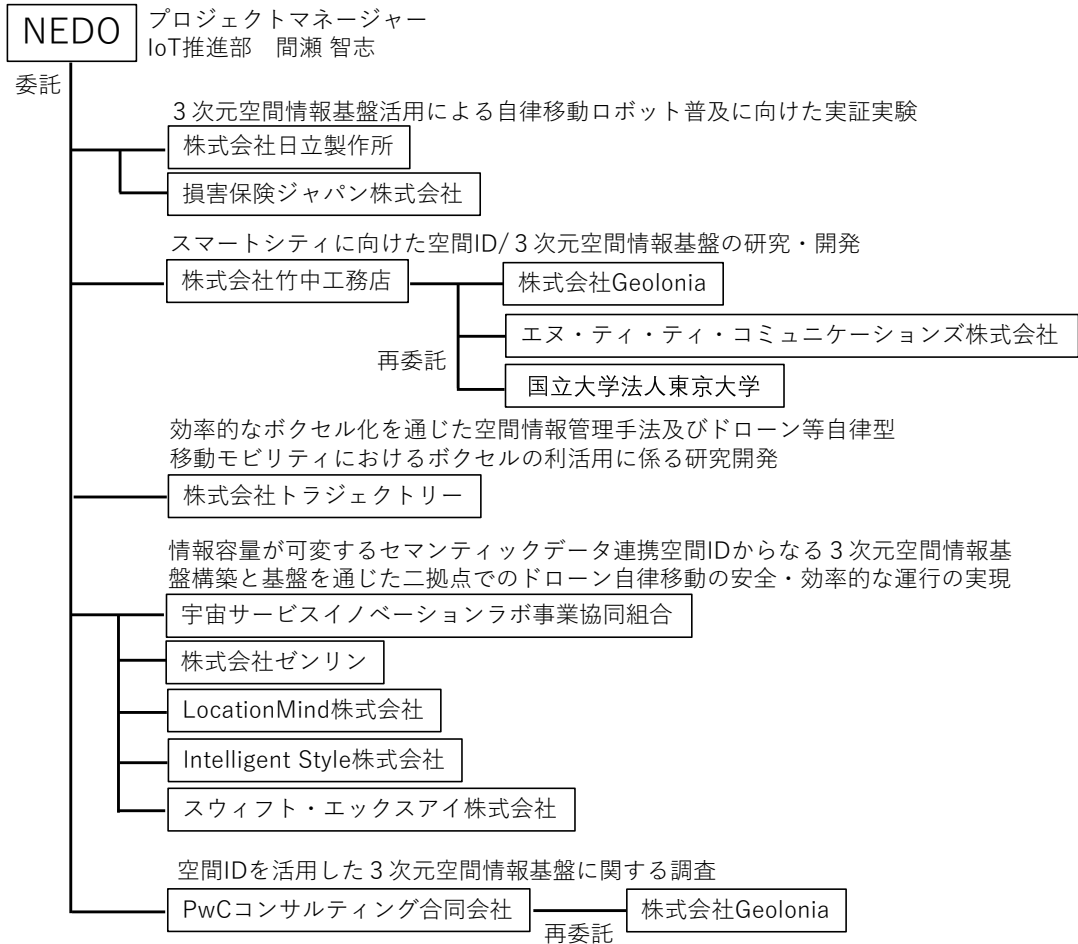 NEDO
プロジェクトマネージャー
IoT推進部　間瀬 智志
委託
３次元空間情報基盤活用による自律移動ロボット普及に向けた実証実験
株式会社日立製作所
損害保険ジャパン株式会社
スマートシティに向けた空間ID/３次元空間情報基盤の研究・開発
株式会社竹中工務店
株式会社Geolonia
エヌ・ティ・ティ・コミュニケーションズ株式会社
再委託
国立大学法人東京大学
効率的なボクセル化を通じた空間情報管理手法及びドローン等自律型
移動モビリティにおけるボクセルの利活用に係る研究開発
株式会社トラジェクトリー
情報容量が可変するセマンティックデータ連携空間IDからなる３次元空間情報基
盤構築と基盤を通じた二拠点でのドローン自律移動の安全・効率的な運行の実現
宇宙サービスイノベーションラボ事業協同組合
株式会社ゼンリン
LocationMind株式会社
Intelligent Style株式会社
スウィフト・エックスアイ株式会社
空間IDを活用した３次元空間情報基盤に関する調査
PwCコンサルティング合同会社
株式会社Geolonia
再委託